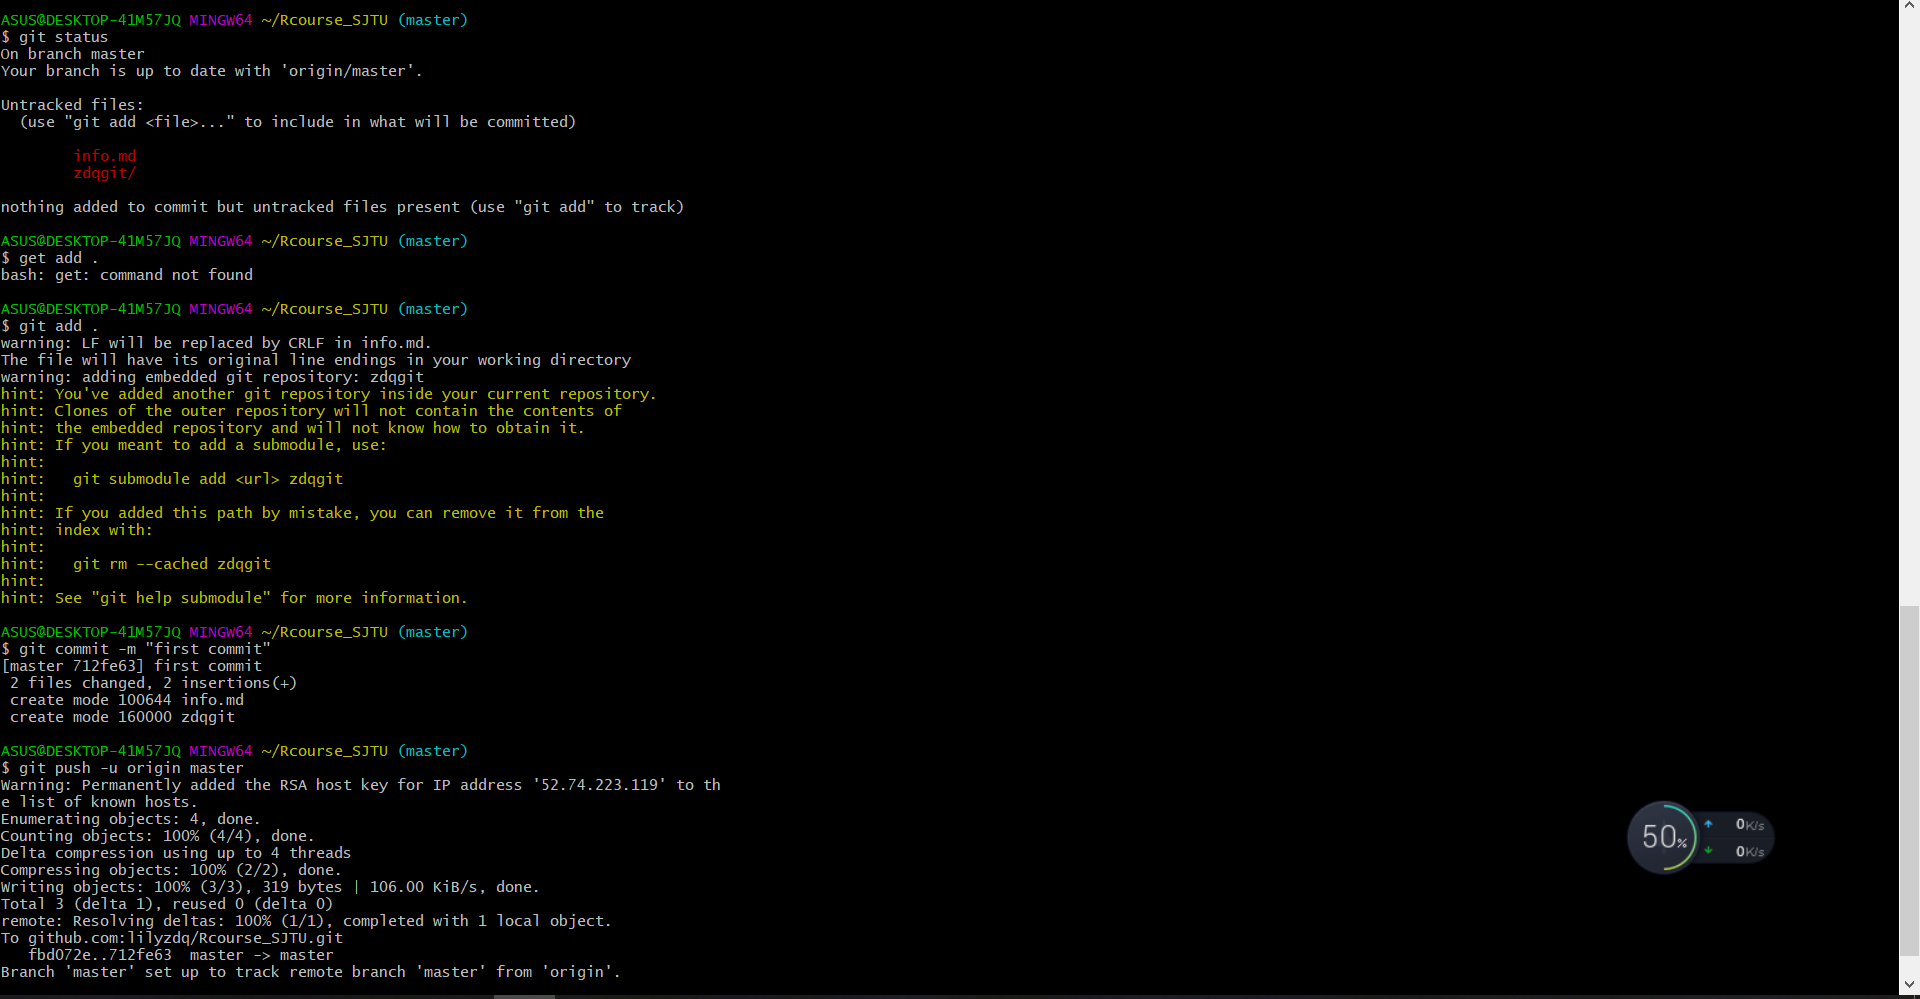 ASUS@DESKTOP-41M57JQ MINGW64 ~/Rcourse_SJTU (master)
$ git status
On branch master
Your branch is up to date with 'origin/master'.
Untracked files:
  (use "git add <file>..." to include in what will be committed)
        info.md
        zdqgit/
nothing added to commit but untracked files present (use "git add" to track)
ASUS@DESKTOP-41M57JQ MINGW64 ~/Rcourse_SJTU (master)
$ get add .
bash: get: command not found
ASUS@DESKTOP-41M57JQ MINGW64 ~/Rcourse_SJTU (master)
$ git add .
warning: LF will be replaced by CRLF in info.md.
The file will have its original line endings in your working directory
warning: adding embedded git repository: zdqgit
hint: You've added another git repository inside your current repository.
hint: Clones of the outer repository will not contain the contents of
hint: the embedded repository and will not know how to obtain it.
hint: If you meant to add a submodule, use:
hint:
hint:   git submodule add <url> zdqgit
hint:
hint: If you added this path by mistake, you can remove it from the
hint: index with:
hint:
hint:   git rm --cached zdqgit
hint:
hint: See "git help submodule" for more information.
ASUS@DESKTOP-41M57JQ MINGW64 ~/Rcourse_SJTU (master)
$ git commit -m "first commit"
[master 712fe63] first commit
 2 files changed, 2 insertions(+)
 create mode 100644 info.md
 create mode 160000 zdqgit
ASUS@DESKTOP-41M57JQ MINGW64 ~/Rcourse_SJTU (master)
$ git push -u origin master
Warning: Permanently added the RSA host key for IP address '52.74.223.119' to th
e list of known hosts.
Enumerating objects: 4, done.
Counting objects: 100% (4/4), done.
Delta compression using up to 4 threads
Compressing objects: 100% (2/2), done.
Writing objects: 100% (3/3), 319 bytes | 106.00 KiB/s, done.
Total 3 (delta 1), reused 0 (delta 0)
remote: Resolving deltas: 100% (1/1), completed with 1 local object.
To github.com:lilyzdq/Rcourse_SJTU.git
   fbd072e..712fe63  master -> master
Branch 'master' set up to track remote branch 'master' from 'origin'.
50%
0K/s
0K/s